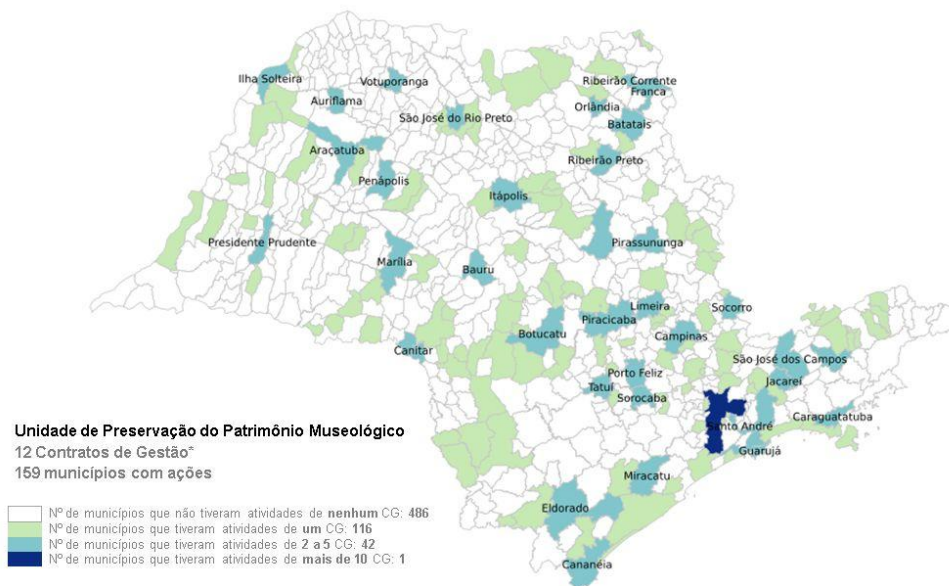 Ilha Solteira
Votuporanga
Ribeirão Corrente
Franca
Auriflama
São José do Rio Preto
Orlândia
Batatais
Araçatuba
Ribeirão Preto
Penápolis
Itápolis
Presidente Prudente
Pirassununga
Marília
Bauru
Limeira
Socorro
Piracicaba
Botucatu
Campinas
Canitar
São José dos Campos
Porto Feliz
Jacareí
Tatuí
Sorocaba
Caraguatatuba
Santo André
Guarujá
Miracatu
Eldorado
Cananéia
Unidade de Preservação do Patrimônio Museológico
12 Contratos de Gestão*
159 municípios com ações
Nº de municípios que não tiveram atividades de nenhum CG: 486
Nº de municípios que tiveram atividades de um CG: 116
Nº de municípios que tiveram atividades de 2 a 5 CG: 42
Nº de municípios que tiveram atividades de mais de 10 CG: 1